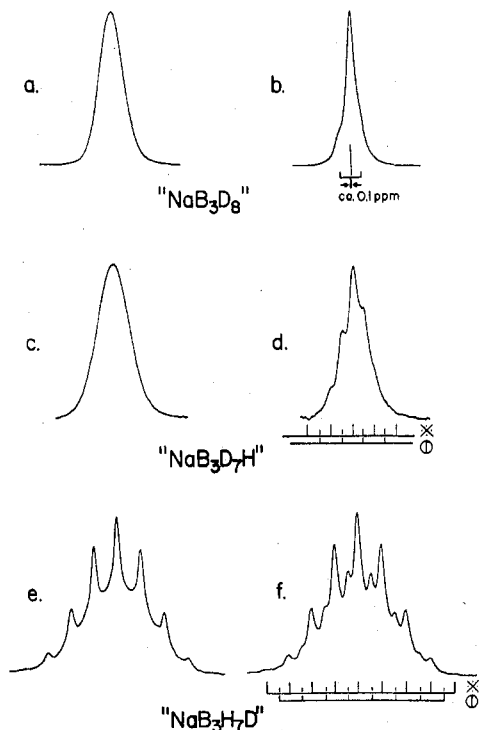 a.
b.
ca. 0.1 ppm
"NaB₃D₈"
c.
d.
"NaB₃D₇H"
e.
f.
"NaB₃H₇D"